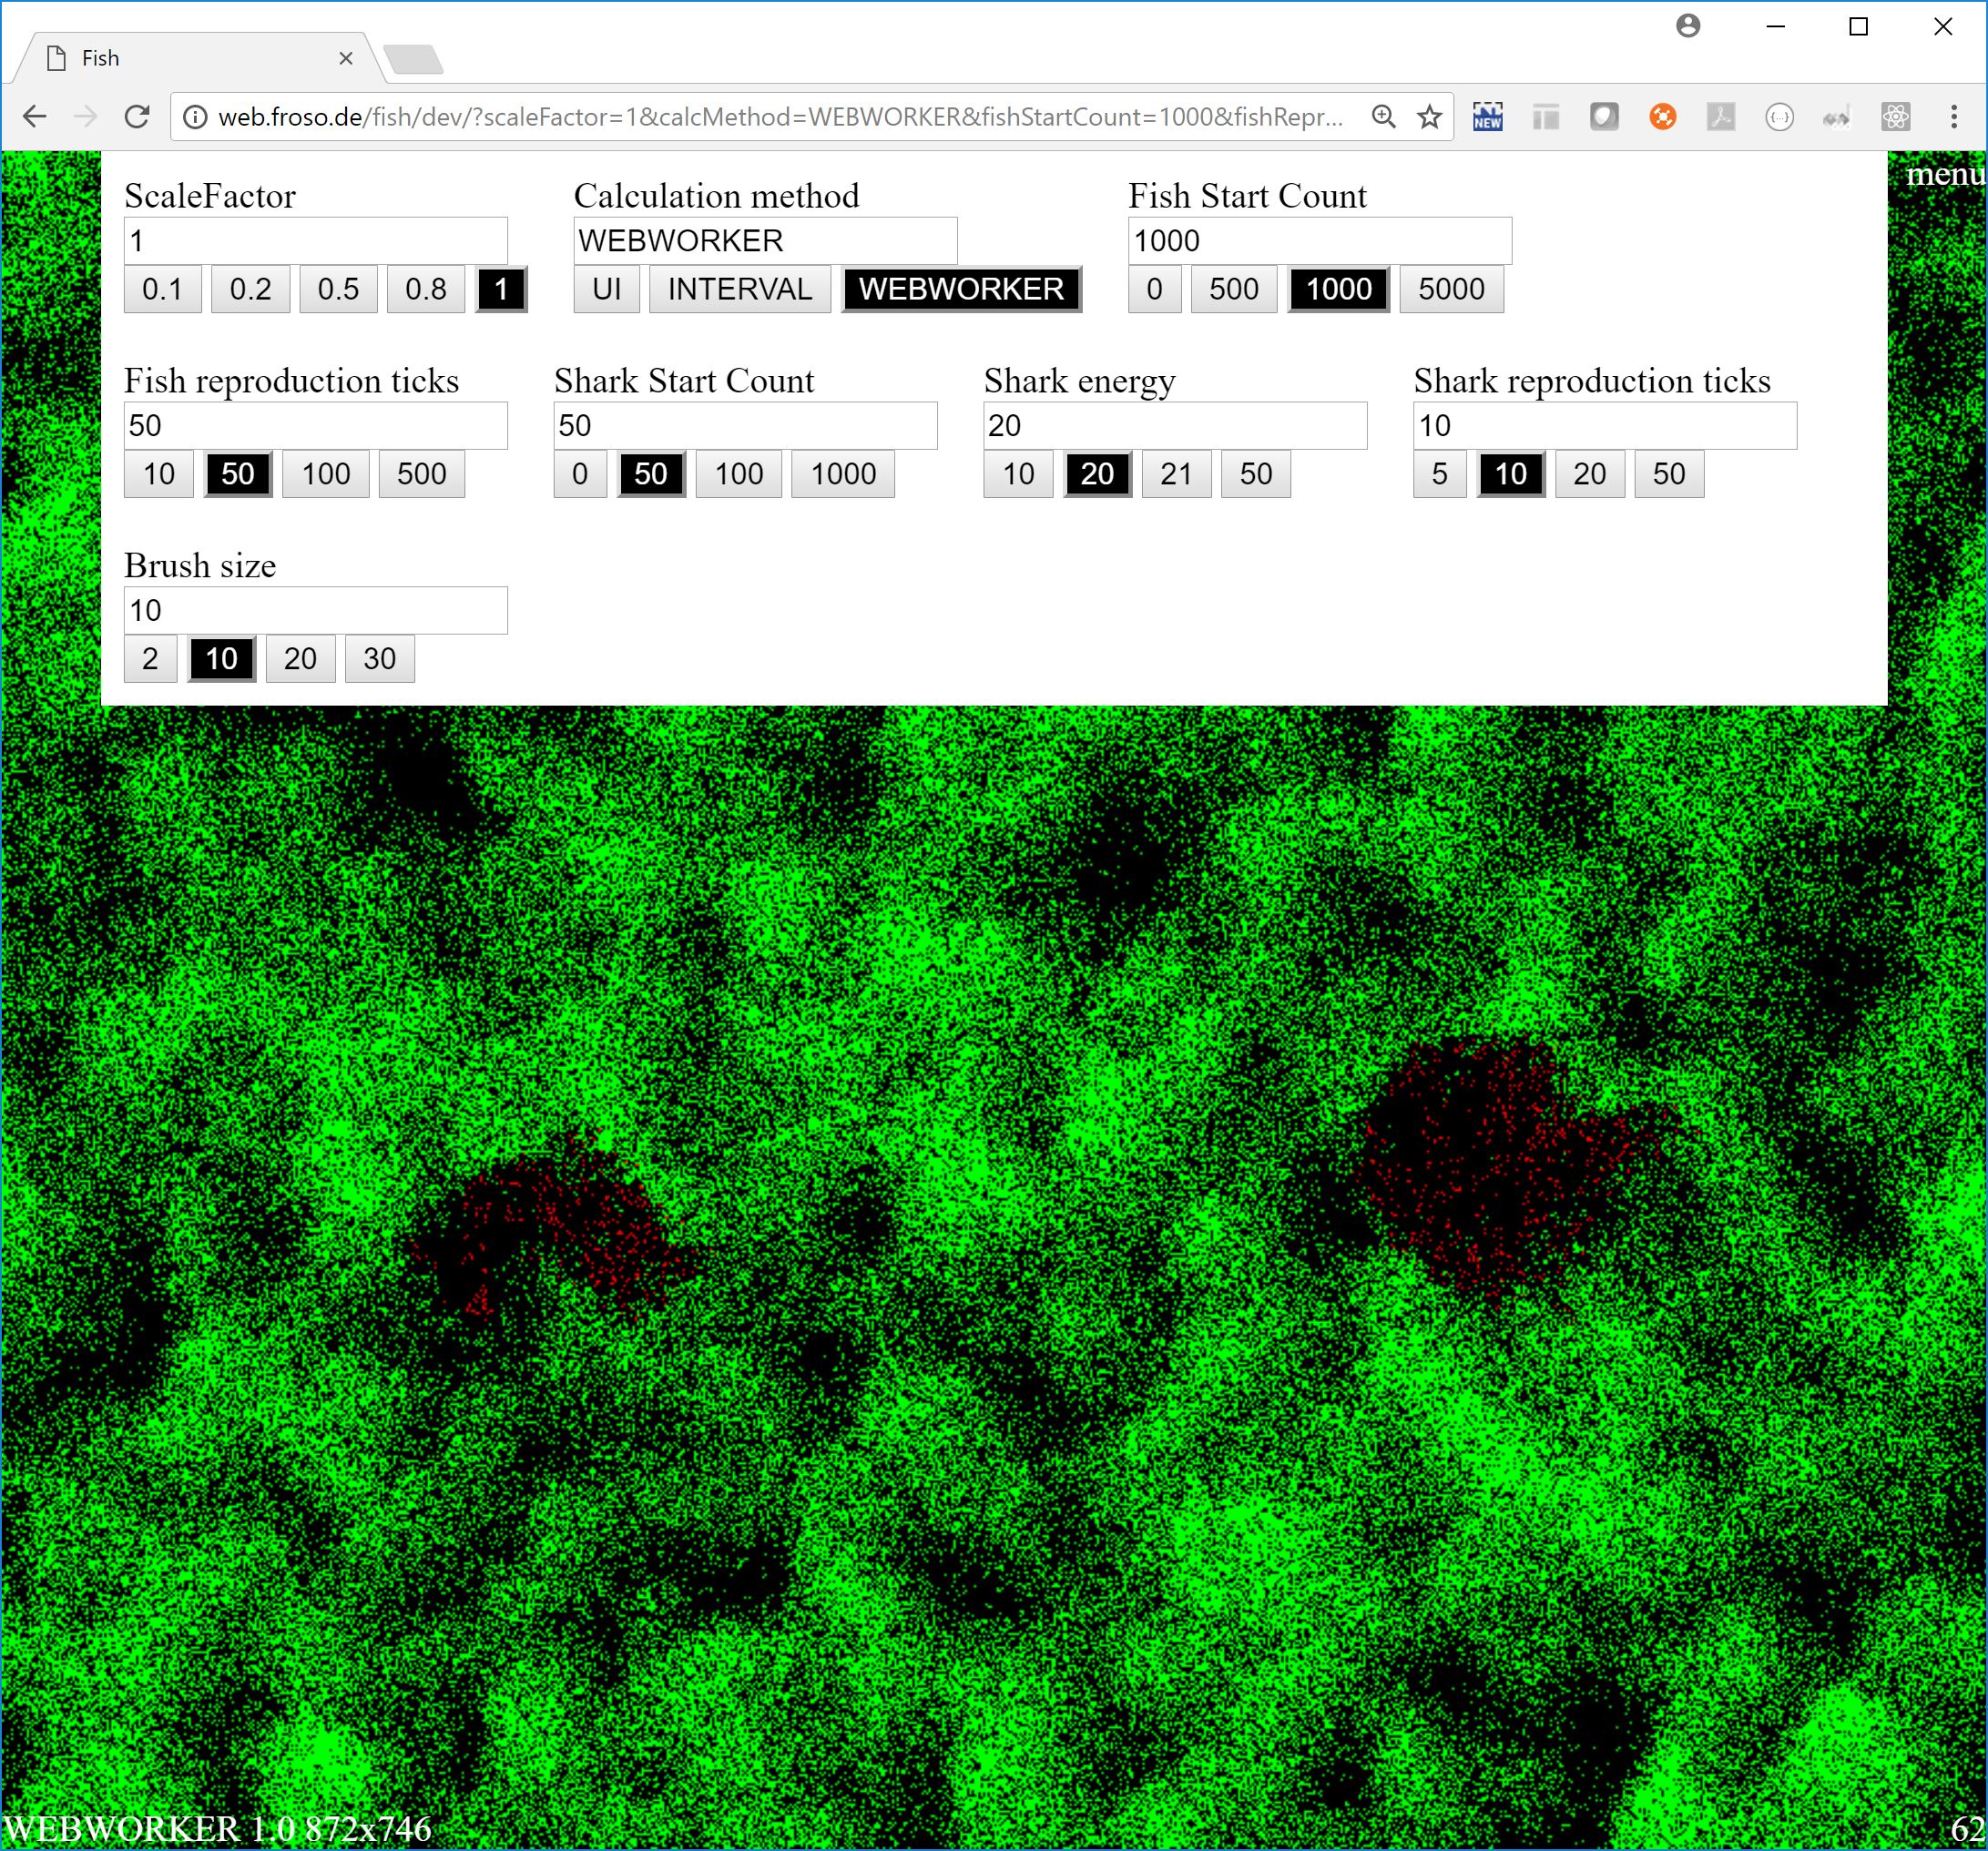 Fish
web.froso.de/fish/dev/?scaleFactor=1&calcMethod=WEBWORKER&fishStartCount=1000&fishRepr...
NEW
menu
ScaleFactor Calculation method Fish Start Count
1 WEBWORKER 1000
0.1 0.2 0.5 0.8 1 UI INTERVAL WEBWORKER 0 500 1000 5000
Fish reproduction ticks Shark Start Count Shark energy Shark reproduction ticks
50 50 20 10
10 50 100 500 0 50 100 1000 10 20 21 50 5 10 20 50
Brush size
10
2 10 20 30
WEBWORKER 1.0 872x746 62